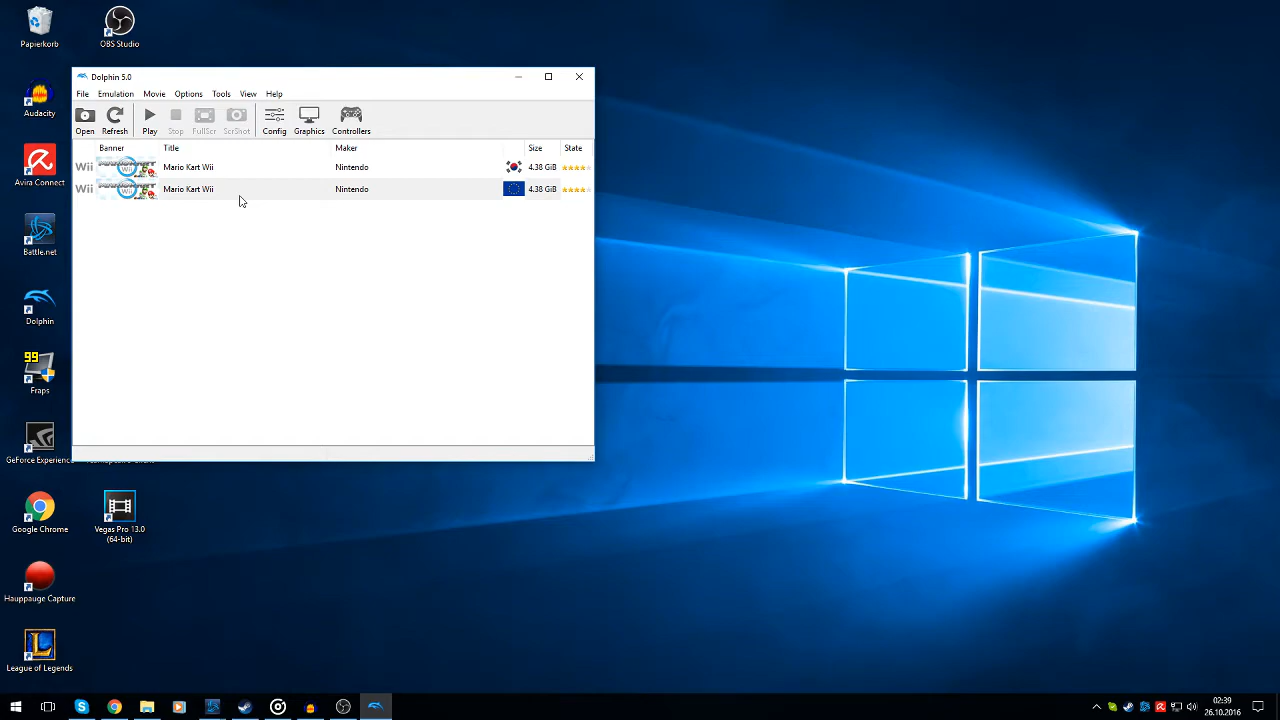 Papierkorb
OBS Studio
Audacity
Avira Connect
Battle.net
Dolphin
99
Fraps
GeForce Experience
Google Chrome
Vegas Pro 13.0
(64-bit)
Hauppauge Capture
League of Legends
Dolphin 5.0
File Emulation Movie Options Tools View Help
Open Refresh Play Stop FullScr ScrShot Config Graphics Controllers
Banner Title Maker Size State
Wii Mario Kart Wii Nintendo 4.38 GiB
Wii Mario Kart Wii Nintendo 4.38 GiB
02:39
26.10.2016